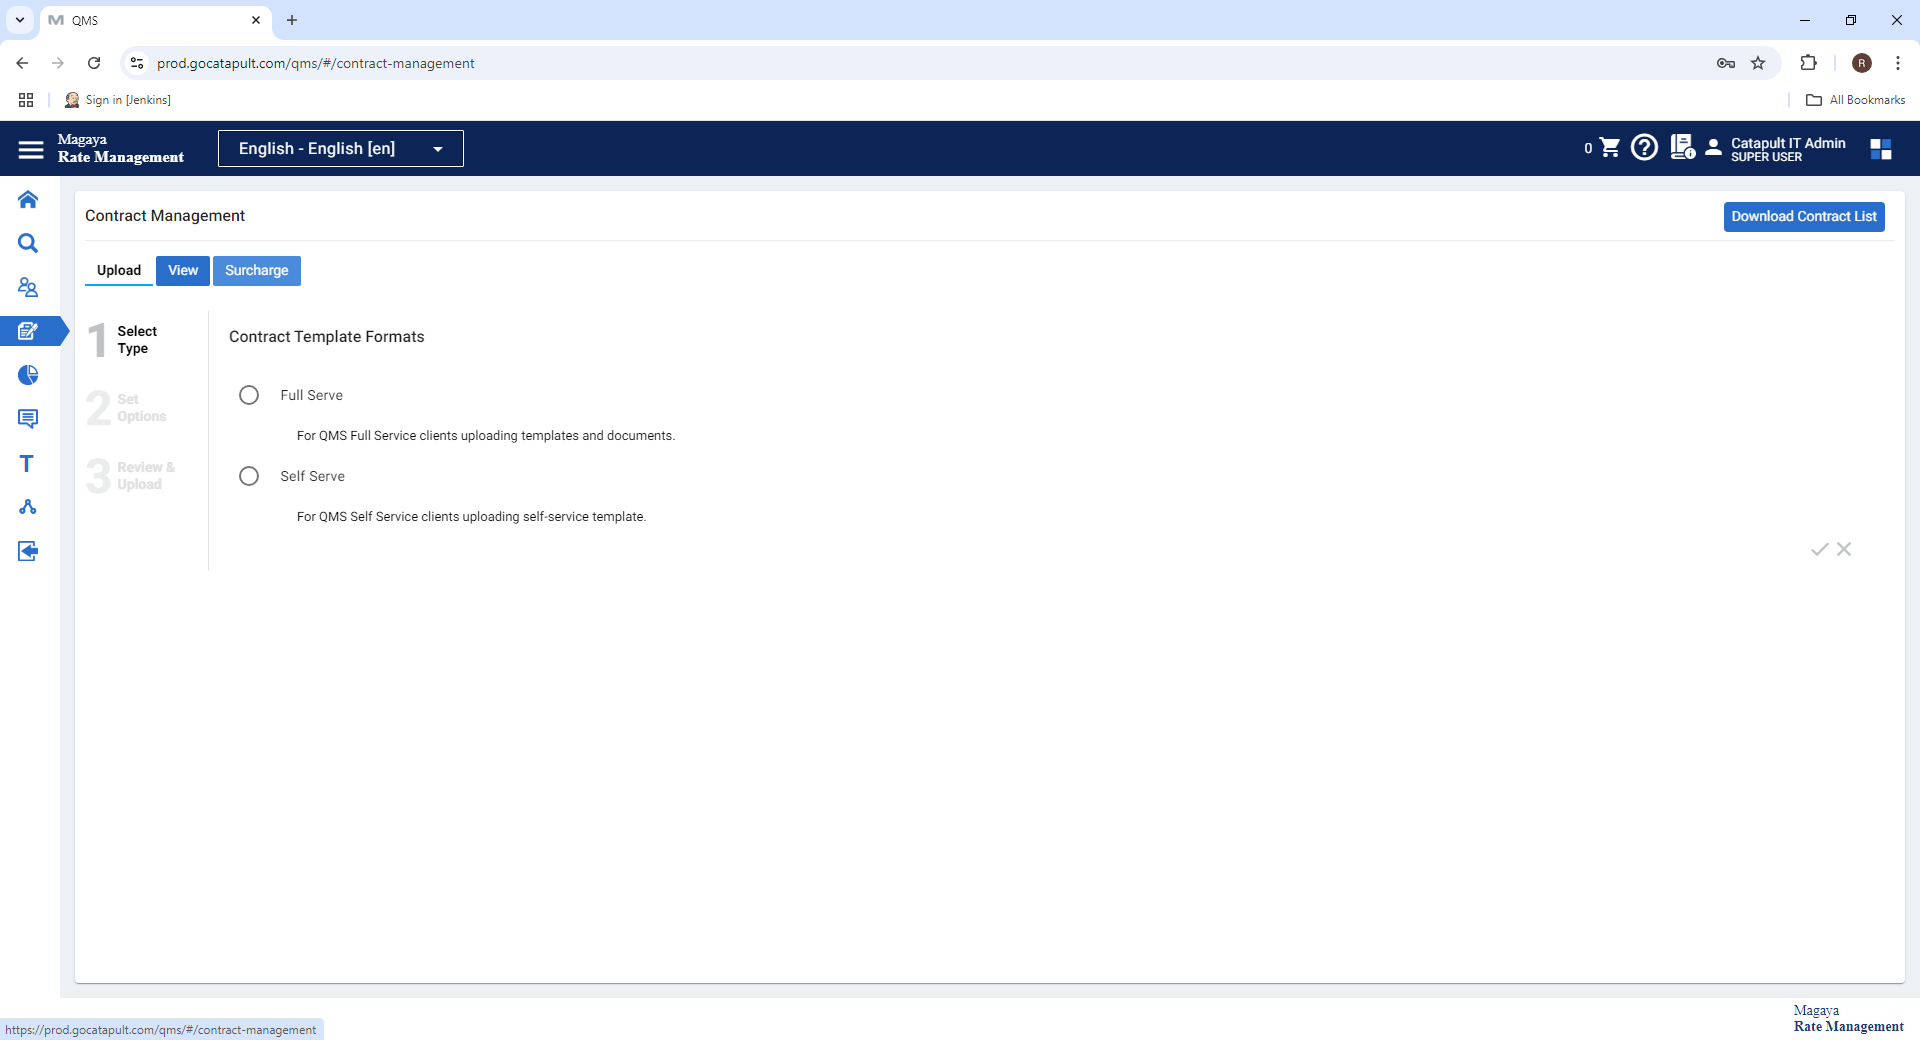 QMS
prod.gocatapult.com/qms/#/contract-management
R
Sign in [Jenkins]
All Bookmarks
Magaya
Rate Management
English - English [en]
0
Catapult IT Admin
SUPER USER
Contract Management
Download Contract List
Upload
View
Surcharge
1
Select
Type
2
Set
Options
3
Review &
Upload
Contract Template Formats
Full Serve
For QMS Full Service clients uploading templates and documents.
Self Serve
For QMS Self Service clients uploading self-service template.
https://prod.gocatapult.com/qms/#/contract-management
Magaya
Rate Management